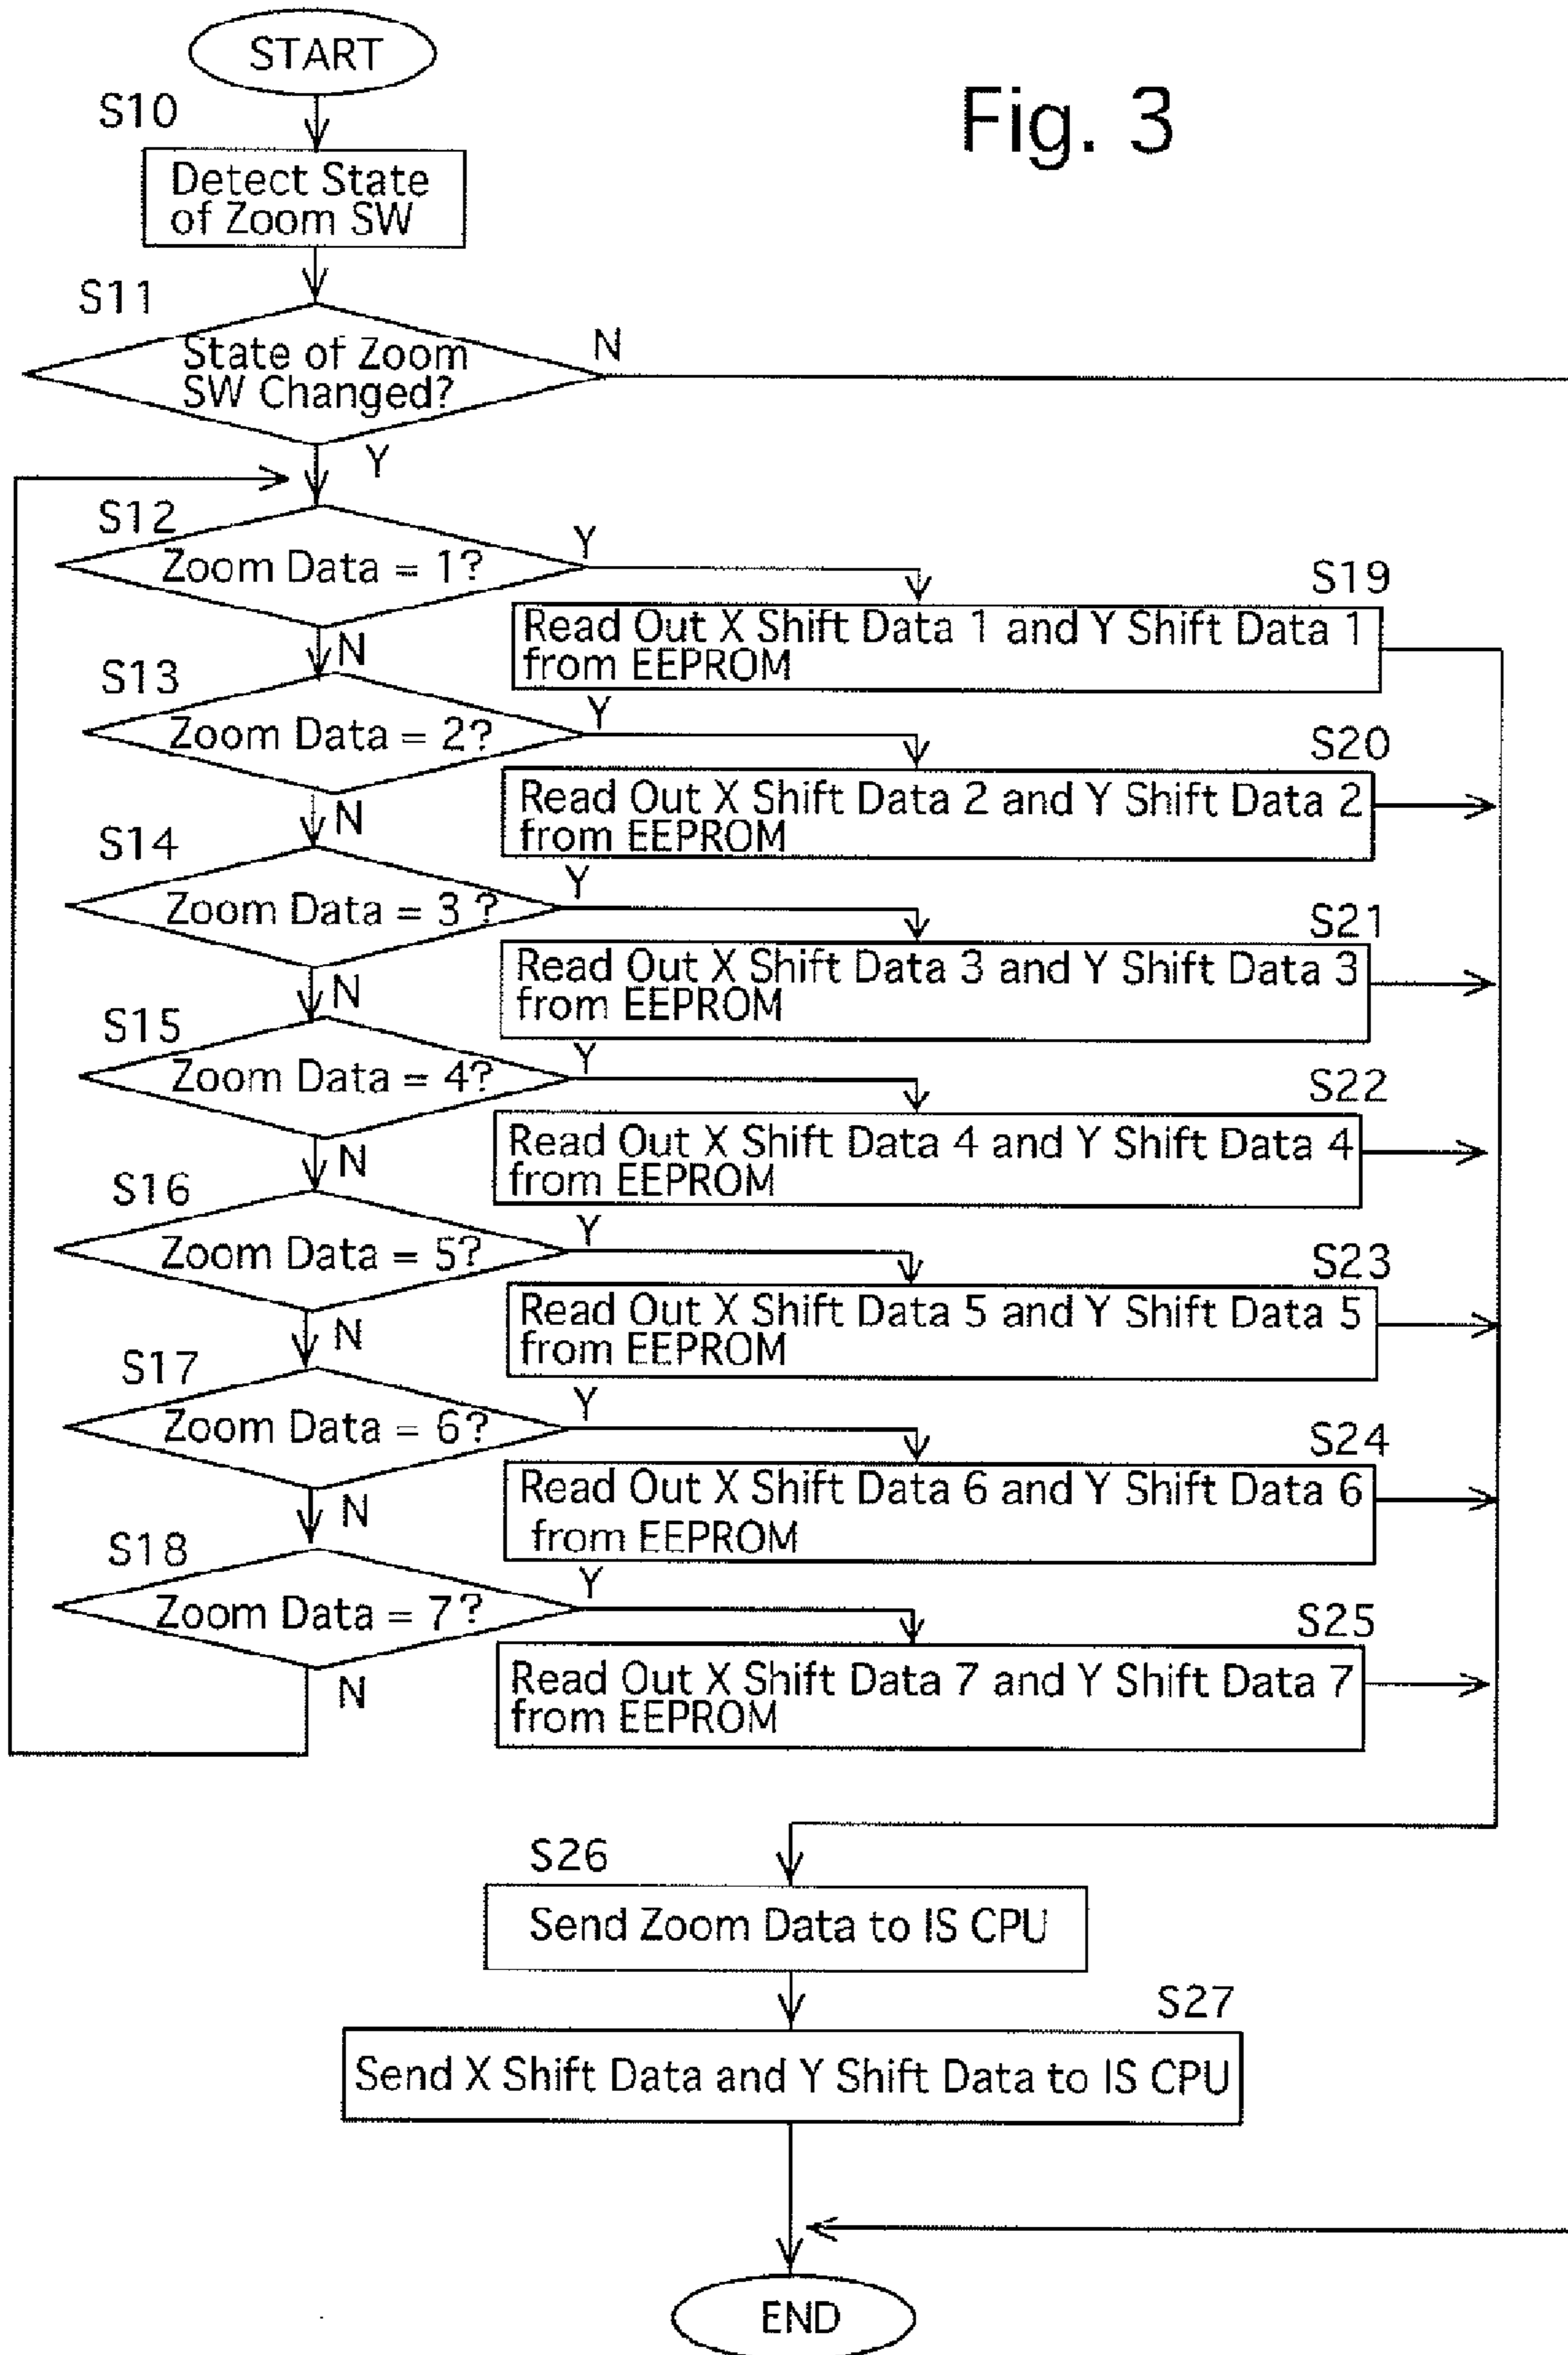 START
Fig. 3
S10
Detect State
of Zoom SW
S11
State of Zoom
SW Changed?
N
Y
S12
Zoom Data = 1?
Y
N
S19
Read Out X Shift Data 1 and Y Shift Data 1
from EEPROM
S13
Zoom Data = 2?
Y
N
S20
Read Out X Shift Data 2 and Y Shift Data 2
from EEPROM
S14
Zoom Data = 3 ?
Y
N
S21
Read Out X Shift Data 3 and Y Shift Data 3
from EEPROM
S15
Zoom Data = 4?
Y
N
S22
Read Out X Shift Data 4 and Y Shift Data 4
from EEPROM
S16
Zoom Data = 5?
Y
N
S23
Read Out X Shift Data 5 and Y Shift Data 5
from EEPROM
S17
Zoom Data = 6?
Y
N
S24
Read Out X Shift Data 6 and Y Shift Data 6
from EEPROM
S18
Zoom Data = 7?
Y
N
S25
Read Out X Shift Data 7 and Y Shift Data 7
from EEPROM
S26
Send Zoom Data to IS CPU
S27
Send X Shift Data and Y Shift Data to IS CPU
END